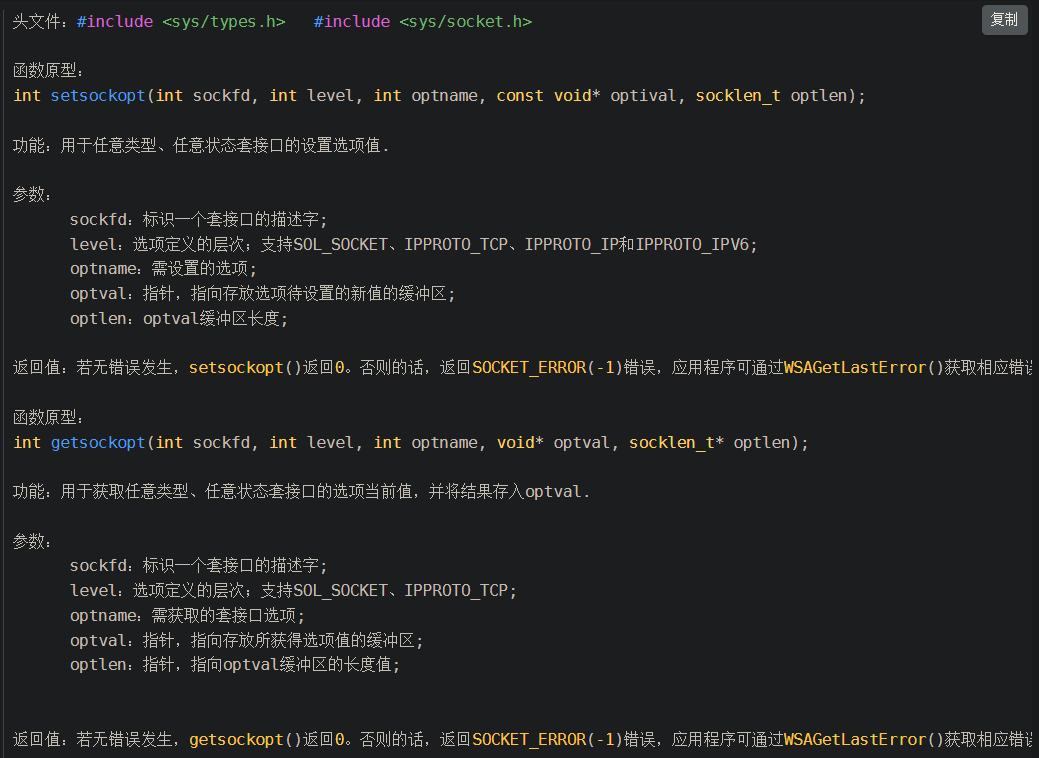 头文件：#include <sys/types.h>   #include <sys/socket.h>
复制
函数原型：
int setsockopt(int sockfd, int level, int optname, const void* optival, socklen_t optlen);
功能：用于任意类型、任意状态套接口的设置选项值.
参数：
sockfd：标识一个套接口的描述字;
level：选项定义的层次；支持SOL_SOCKET、IPPROTO_TCP、IPPROTO_IP和IPPROTO_IPV6;
optname：需设置的选项;
optval：指针，指向存放选项待设置的新值的缓冲区;
optlen：optval缓冲区长度;
返回值：若无错误发生，setsockopt()返回0。否则的话，返回SOCKET_ERROR(-1)错误，应用程序可通过WSAGetLastError()获取相应错
函数原型：
int getsockopt(int sockfd, int level, int optname, void* optval, socklen_t* optlen);
功能：用于获取任意类型、任意状态套接口的选项当前值，并将结果存入optval.
参数：
sockfd：标识一个套接口的描述字;
level：选项定义的层次；支持SOL_SOCKET、IPPROTO_TCP;
optname：需获取的套接口选项;
optval：指针，指向存放所获得选项值的缓冲区;
optlen：指针，指向optval缓冲区的长度值;
返回值：若无错误发生，getsockopt()返回0。否则的话，返回SOCKET_ERROR(-1)错误，应用程序可通过WSAGetLastError()获取相应错